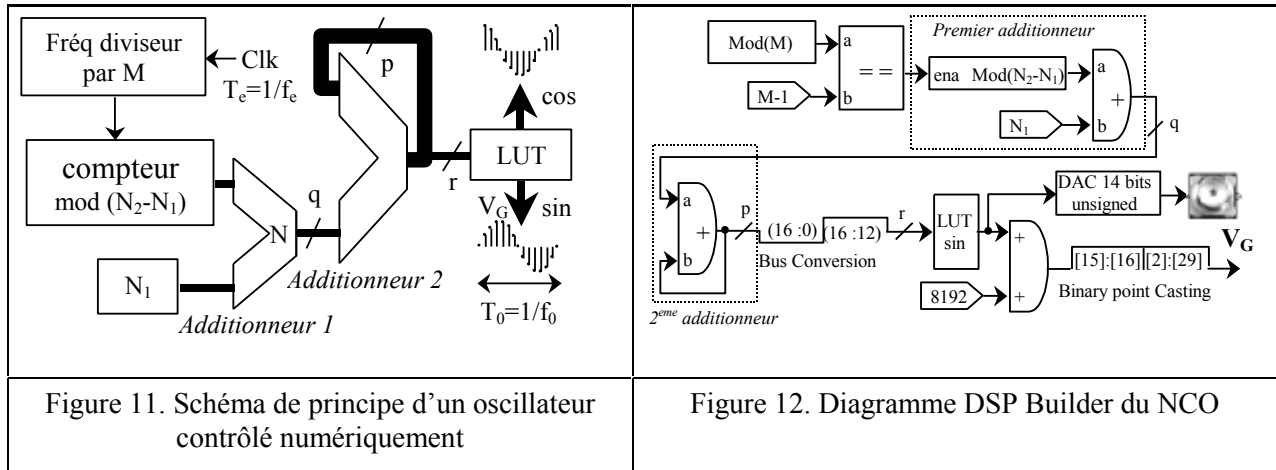 Fréq diviseur
par M
Clk
Tₑ=1/fₑ
compteur
mod (N₂-N₁)
N₁
N
Additionneur 1
q
p
Additionneur 2
r
cos
LUT
V_G
sin
T₀=1/f₀
Figure 11. Schéma de principe d’un oscillateur
contrôlé numériquement
Mod(M)
M-1
a
b
= =
Premier additionneur
ena Mod(N₂-N₁)
N₁
a
b
+
q
a
b
+
2ᵉᵐᵉ additionneur
p
(16 :0)
(16 :12)
Bus Conversion
r
LUT
sin
DAC 14 bits
unsigned
V_G
8192
+
+
[15]:[16]
[2]:[29]
Binary point Casting
Figure 12. Diagramme DSP Builder du NCO